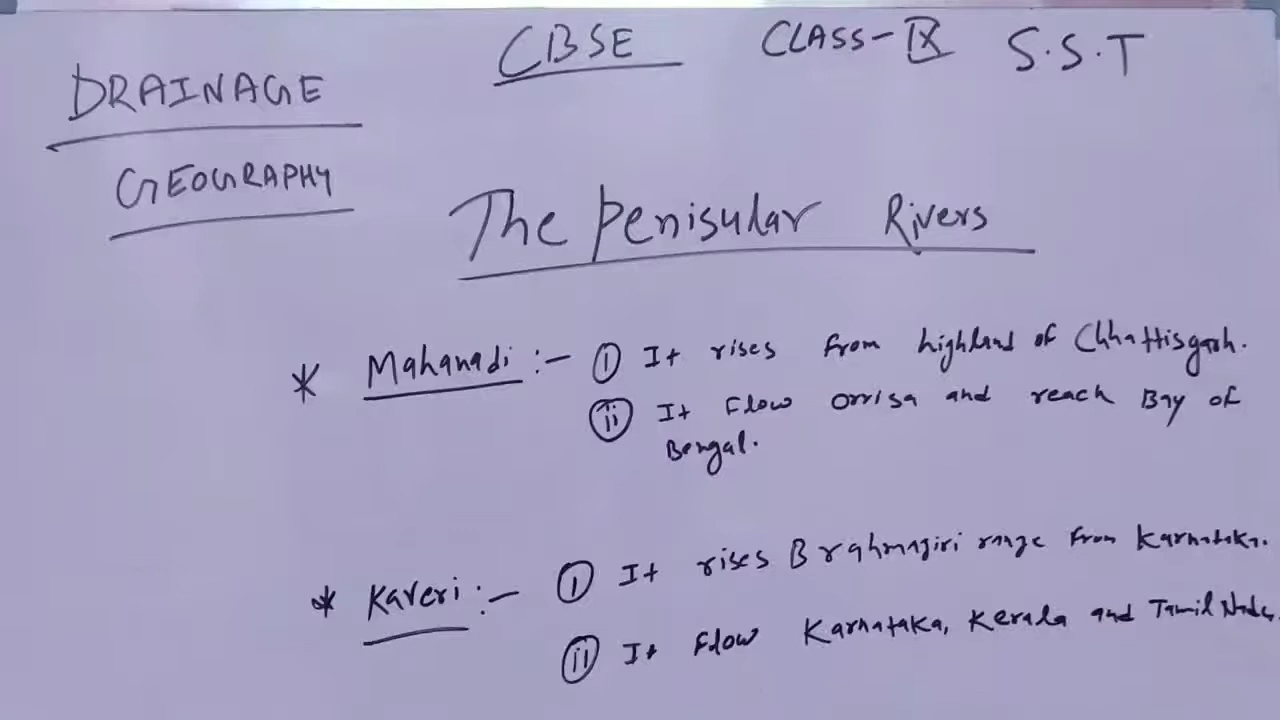 CBSE CLASS-IX S.S.T
DRAINAGE
GEOGRAPHY
The Penisular Rivers
* Mahanadi :- (i) It rises from highland of Chhattisgarh.
(ii) It flow orrisa and reach Bay of
Bengal.
* Kaveri :- (i) It rises Brahmagiri range from Karnataka.
(ii) It flow Karnataka, Kerala and Tamil Nadu.